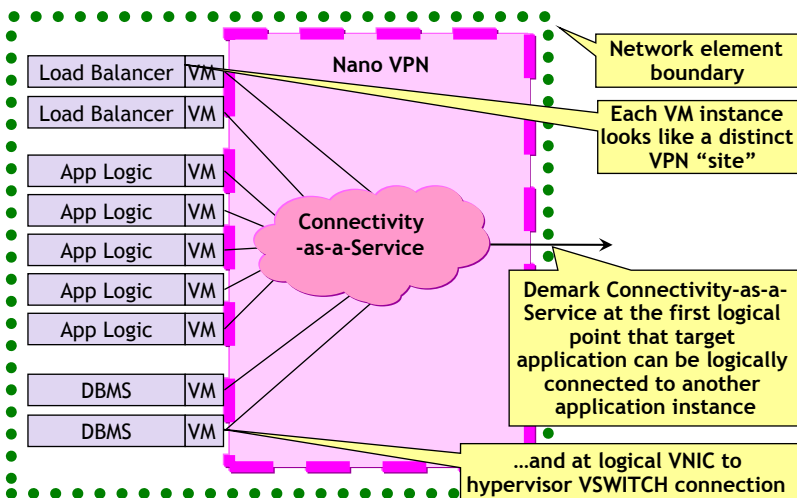 Load Balancer VM
Load Balancer VM
App Logic VM
App Logic VM
App Logic VM
App Logic VM
App Logic VM
DBMS VM
DBMS VM
Nano VPN
Connectivity
-as-a-Service
Network element
boundary
Each VM instance
looks like a distinct
VPN “site”
Demark Connectivity-as-a-
Service at the first logical
point that target
application can be logically
connected to another
application instance
…and at logical VNIC to
hypervisor VSWITCH connection